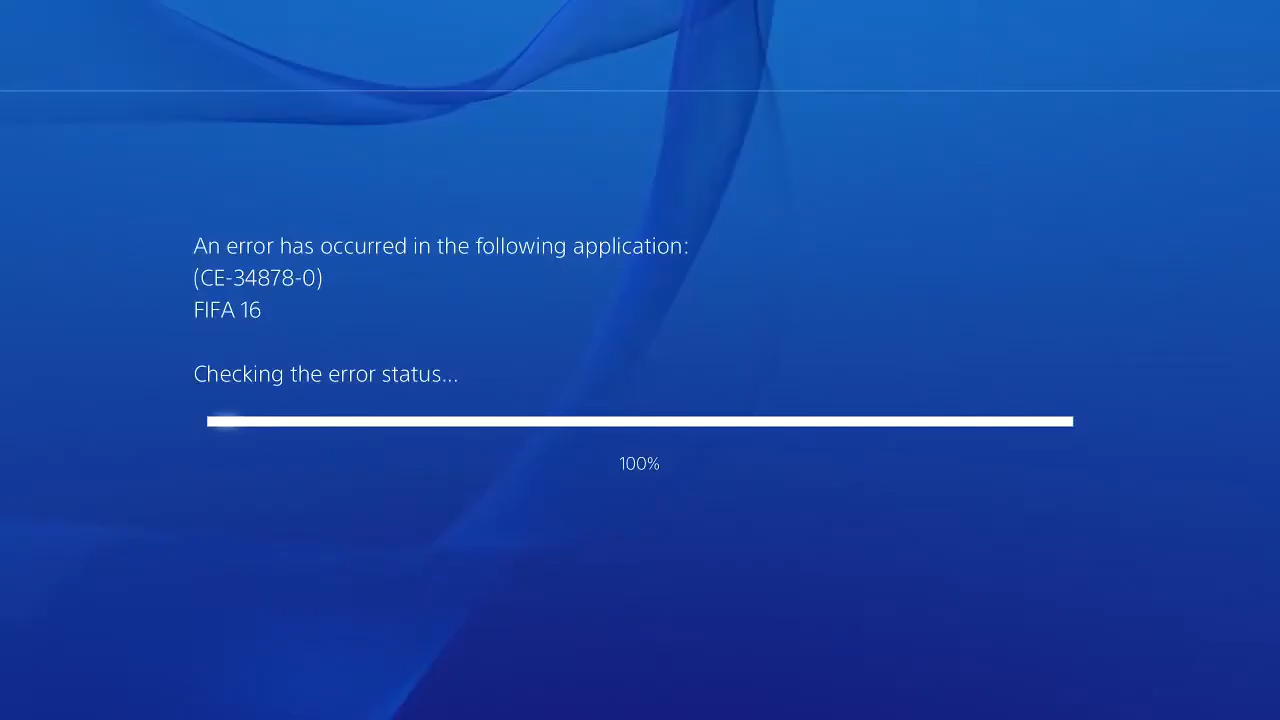 An error has occurred in the following application:
(CE-34878-0)
FIFA 16
Checking the error status...
100%